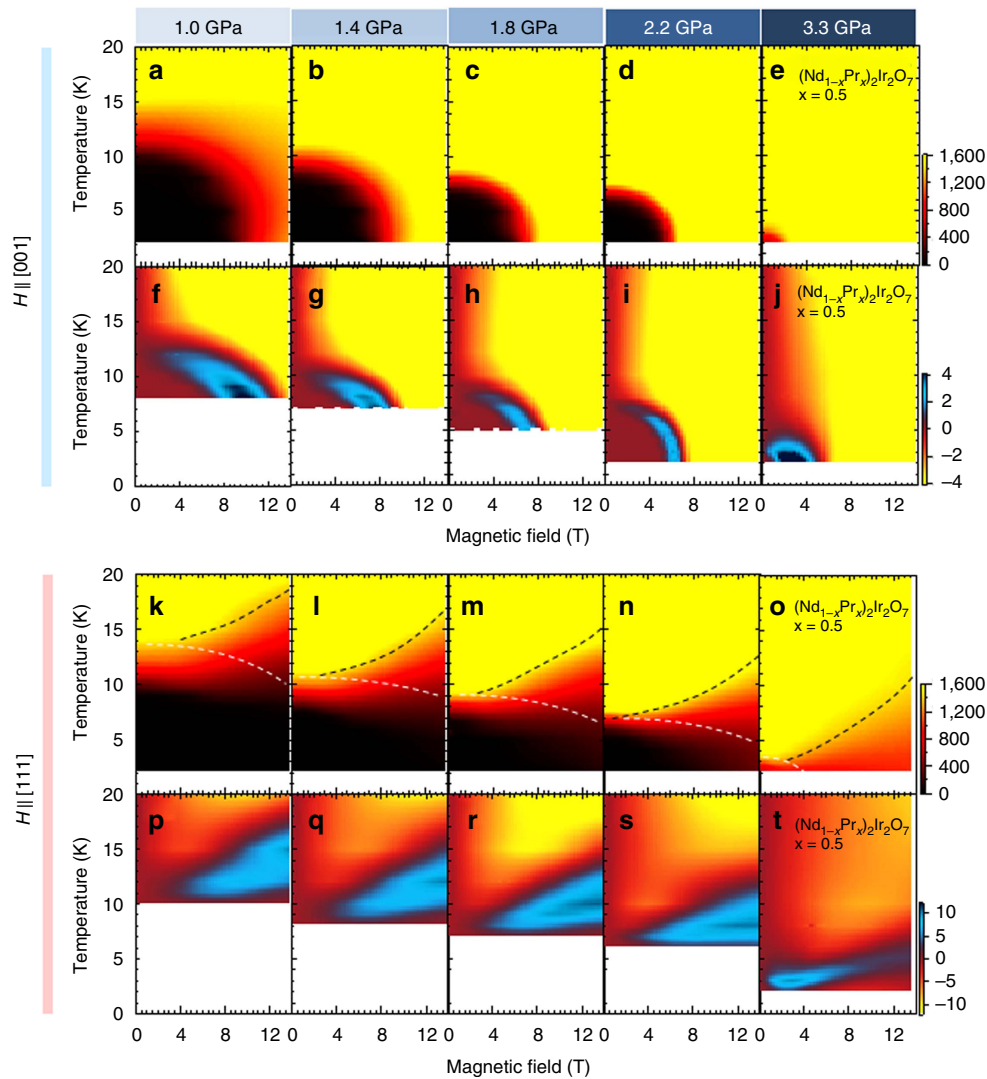 1.0 GPa 1.4 GPa 1.8 GPa 2.2 GPa 3.3 GPa
H || [001]
Temperature (K)
20
15
10
5
a b c d e (Nd1−xPrx)2Ir2O7
x = 0.5
1,600
1,200
800
400
0
Temperature (K)
20
15
10
5
0
f g h i j (Nd1−xPrx)2Ir2O7
x = 0.5
4
2
0
−2
−4
0 4 8 12 0 4 8 12 0 4 8 12 0 4 8 12 0 4 8 12
Magnetic field (T)
H || [111]
Temperature (K)
20
15
10
5
k l m n o (Nd1−xPrx)2Ir2O7
x = 0.5
1,600
1,200
800
400
0
Temperature (K)
20
15
10
5
0
p q r s t (Nd1−xPrx)2Ir2O7
x = 0.5
10
5
0
−5
−10
0 4 8 12 0 4 8 12 0 4 8 12 0 4 8 12 0 4 8 12
Magnetic field (T)